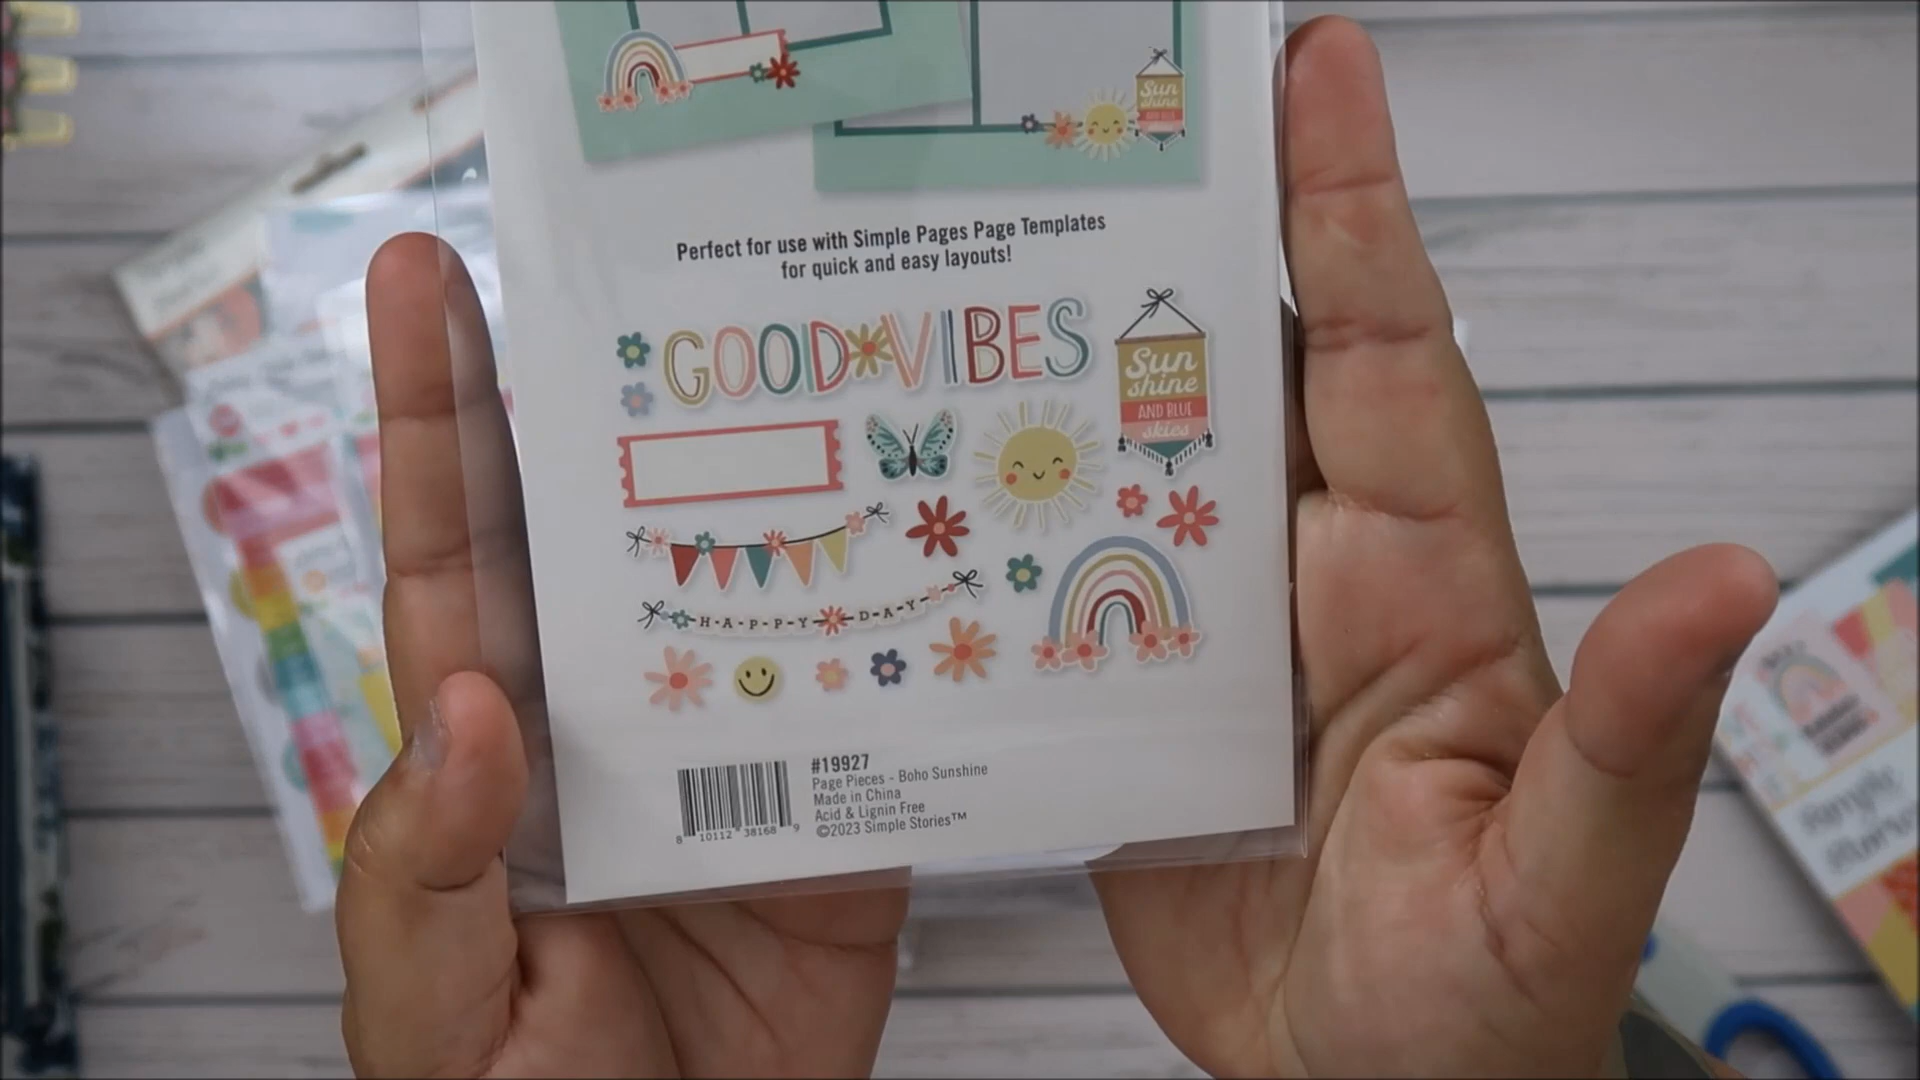 Sun
shine
Perfect for use with Simple Pages Page Templates
for quick and easy layouts!
GOOD VIBES
Sun
shine
AND BLUE
skies
H-A-P-P-Y D-A-Y
#19927
Page Pieces - Boho Sunshine
Made in China
Acid & Lignin Free
©2023 Simple Stories™
8 10112 38168 9